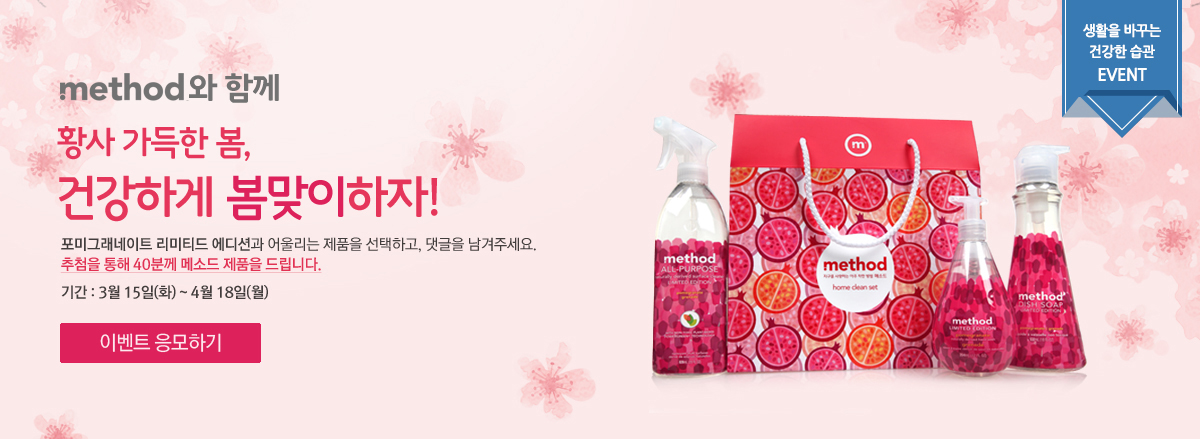 method와 함께
황사 가득한 봄,
건강하게 봄맞이하자!
포미그래네이트 리미티드 에디션과 어울리는 제품을 선택하고, 댓글을 남겨주세요.
추첨을 통해 40분께 메소드 제품을 드립니다.
기간 : 3월 15일(화) ~ 4월 18일(월)
이벤트 응모하기
생활을 바꾸는
건강한 습관
EVENT
m
method
home clean set
method
ALL-PURPOSE
LIMITED EDITION
method
LIMITED EDITION
method
DISH SOAP
LIMITED EDITION